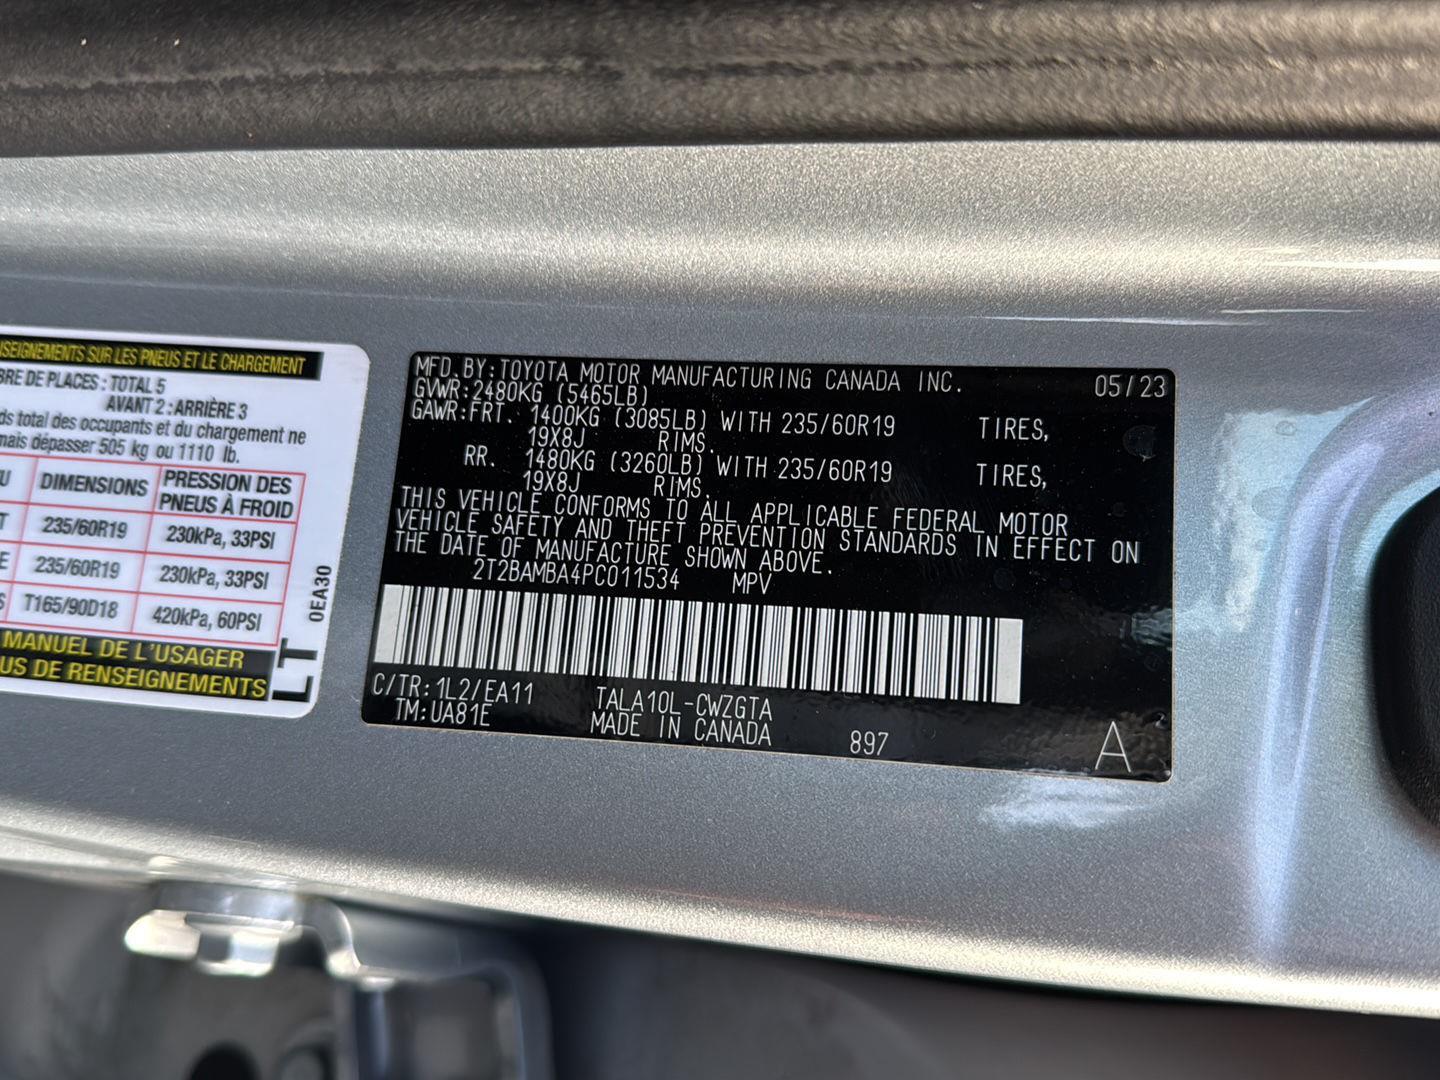 SEIGNEMENTS SUR LES PNEUS ET LE CHARGEMENT
BRE DE PLACES : TOTAL 5
AVANT 2 : ARRIÈRE 3
ds total des occupants et du chargement ne
mais dépasser 505 kg ou 1110 lb.
U DIMENSIONS PRESSION DES PNEUS À FROID
T 235/60R19 230kPa, 33PSI
E 235/60R19 230kPa, 33PSI
S T165/90D18 420kPa, 60PSI
MANUEL DE L'USAGER
US DE RENSEIGNEMENTS
0EA30
LT
MFD.BY:TOYOTA MOTOR MANUFACTURING CANADA INC. 05/23
GVWR:2480KG (5465LB)
GAWR:FRT. 1400KG (3085LB) WITH 235/60R19 TIRES,
19X8J RIMS.
RR. 1480KG (3260LB) WITH 235/60R19 TIRES,
19X8J RIMS.
THIS VEHICLE CONFORMS TO ALL APPLICABLE FEDERAL MOTOR
VEHICLE SAFETY AND THEFT PREVENTION STANDARDS IN EFFECT ON
THE DATE OF MANUFACTURE SHOWN ABOVE.
2T2BAMBA4PC011534 MPV
C/TR:1L2/EA11 TALA10L-CWZGTA
TM:UA81E MADE IN CANADA 897 A